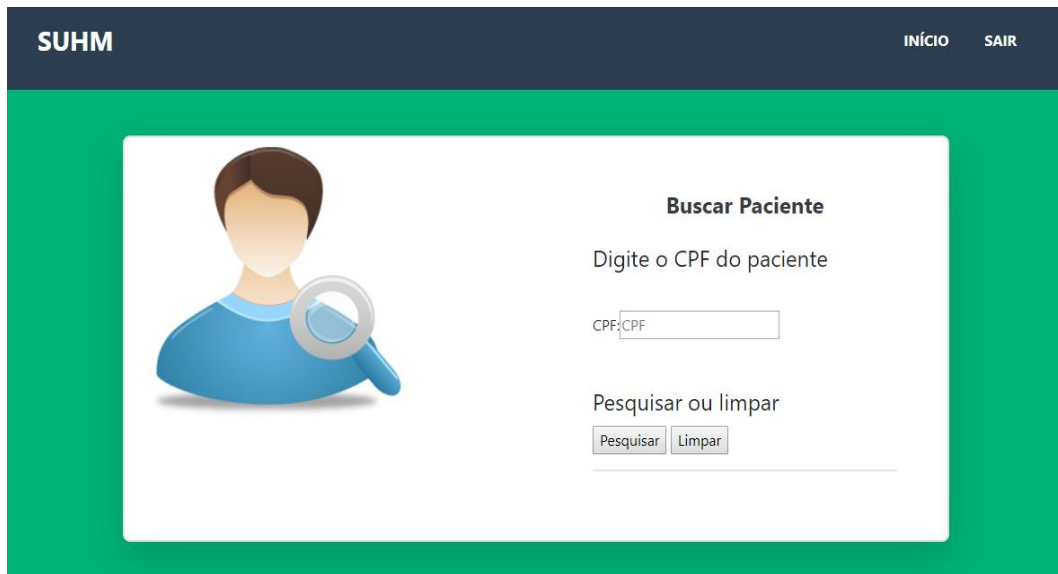 SUHM
INÍCIO SAIR
Buscar Paciente
Digite o CPF do paciente
CPF:CPF
Pesquisar ou limpar
Pesquisar Limpar